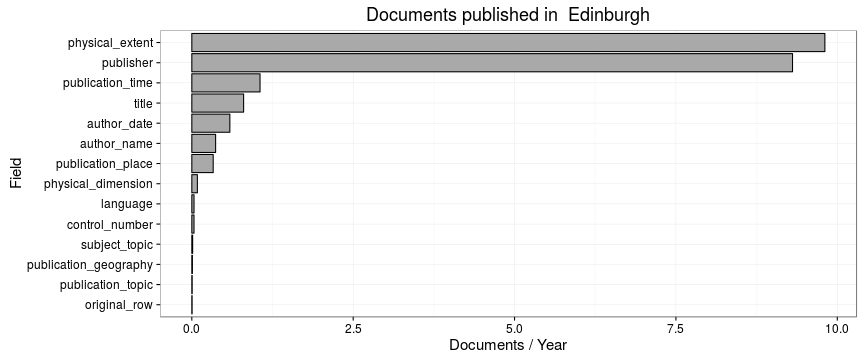 Documents published in  Edinburgh
Field
physical_extent
publisher
publication_time
title
author_date
author_name
publication_place
physical_dimension
language
control_number
subject_topic
publication_geography
publication_topic
original_row
0.0 2.5 5.0 7.5 10.0
Documents / Year